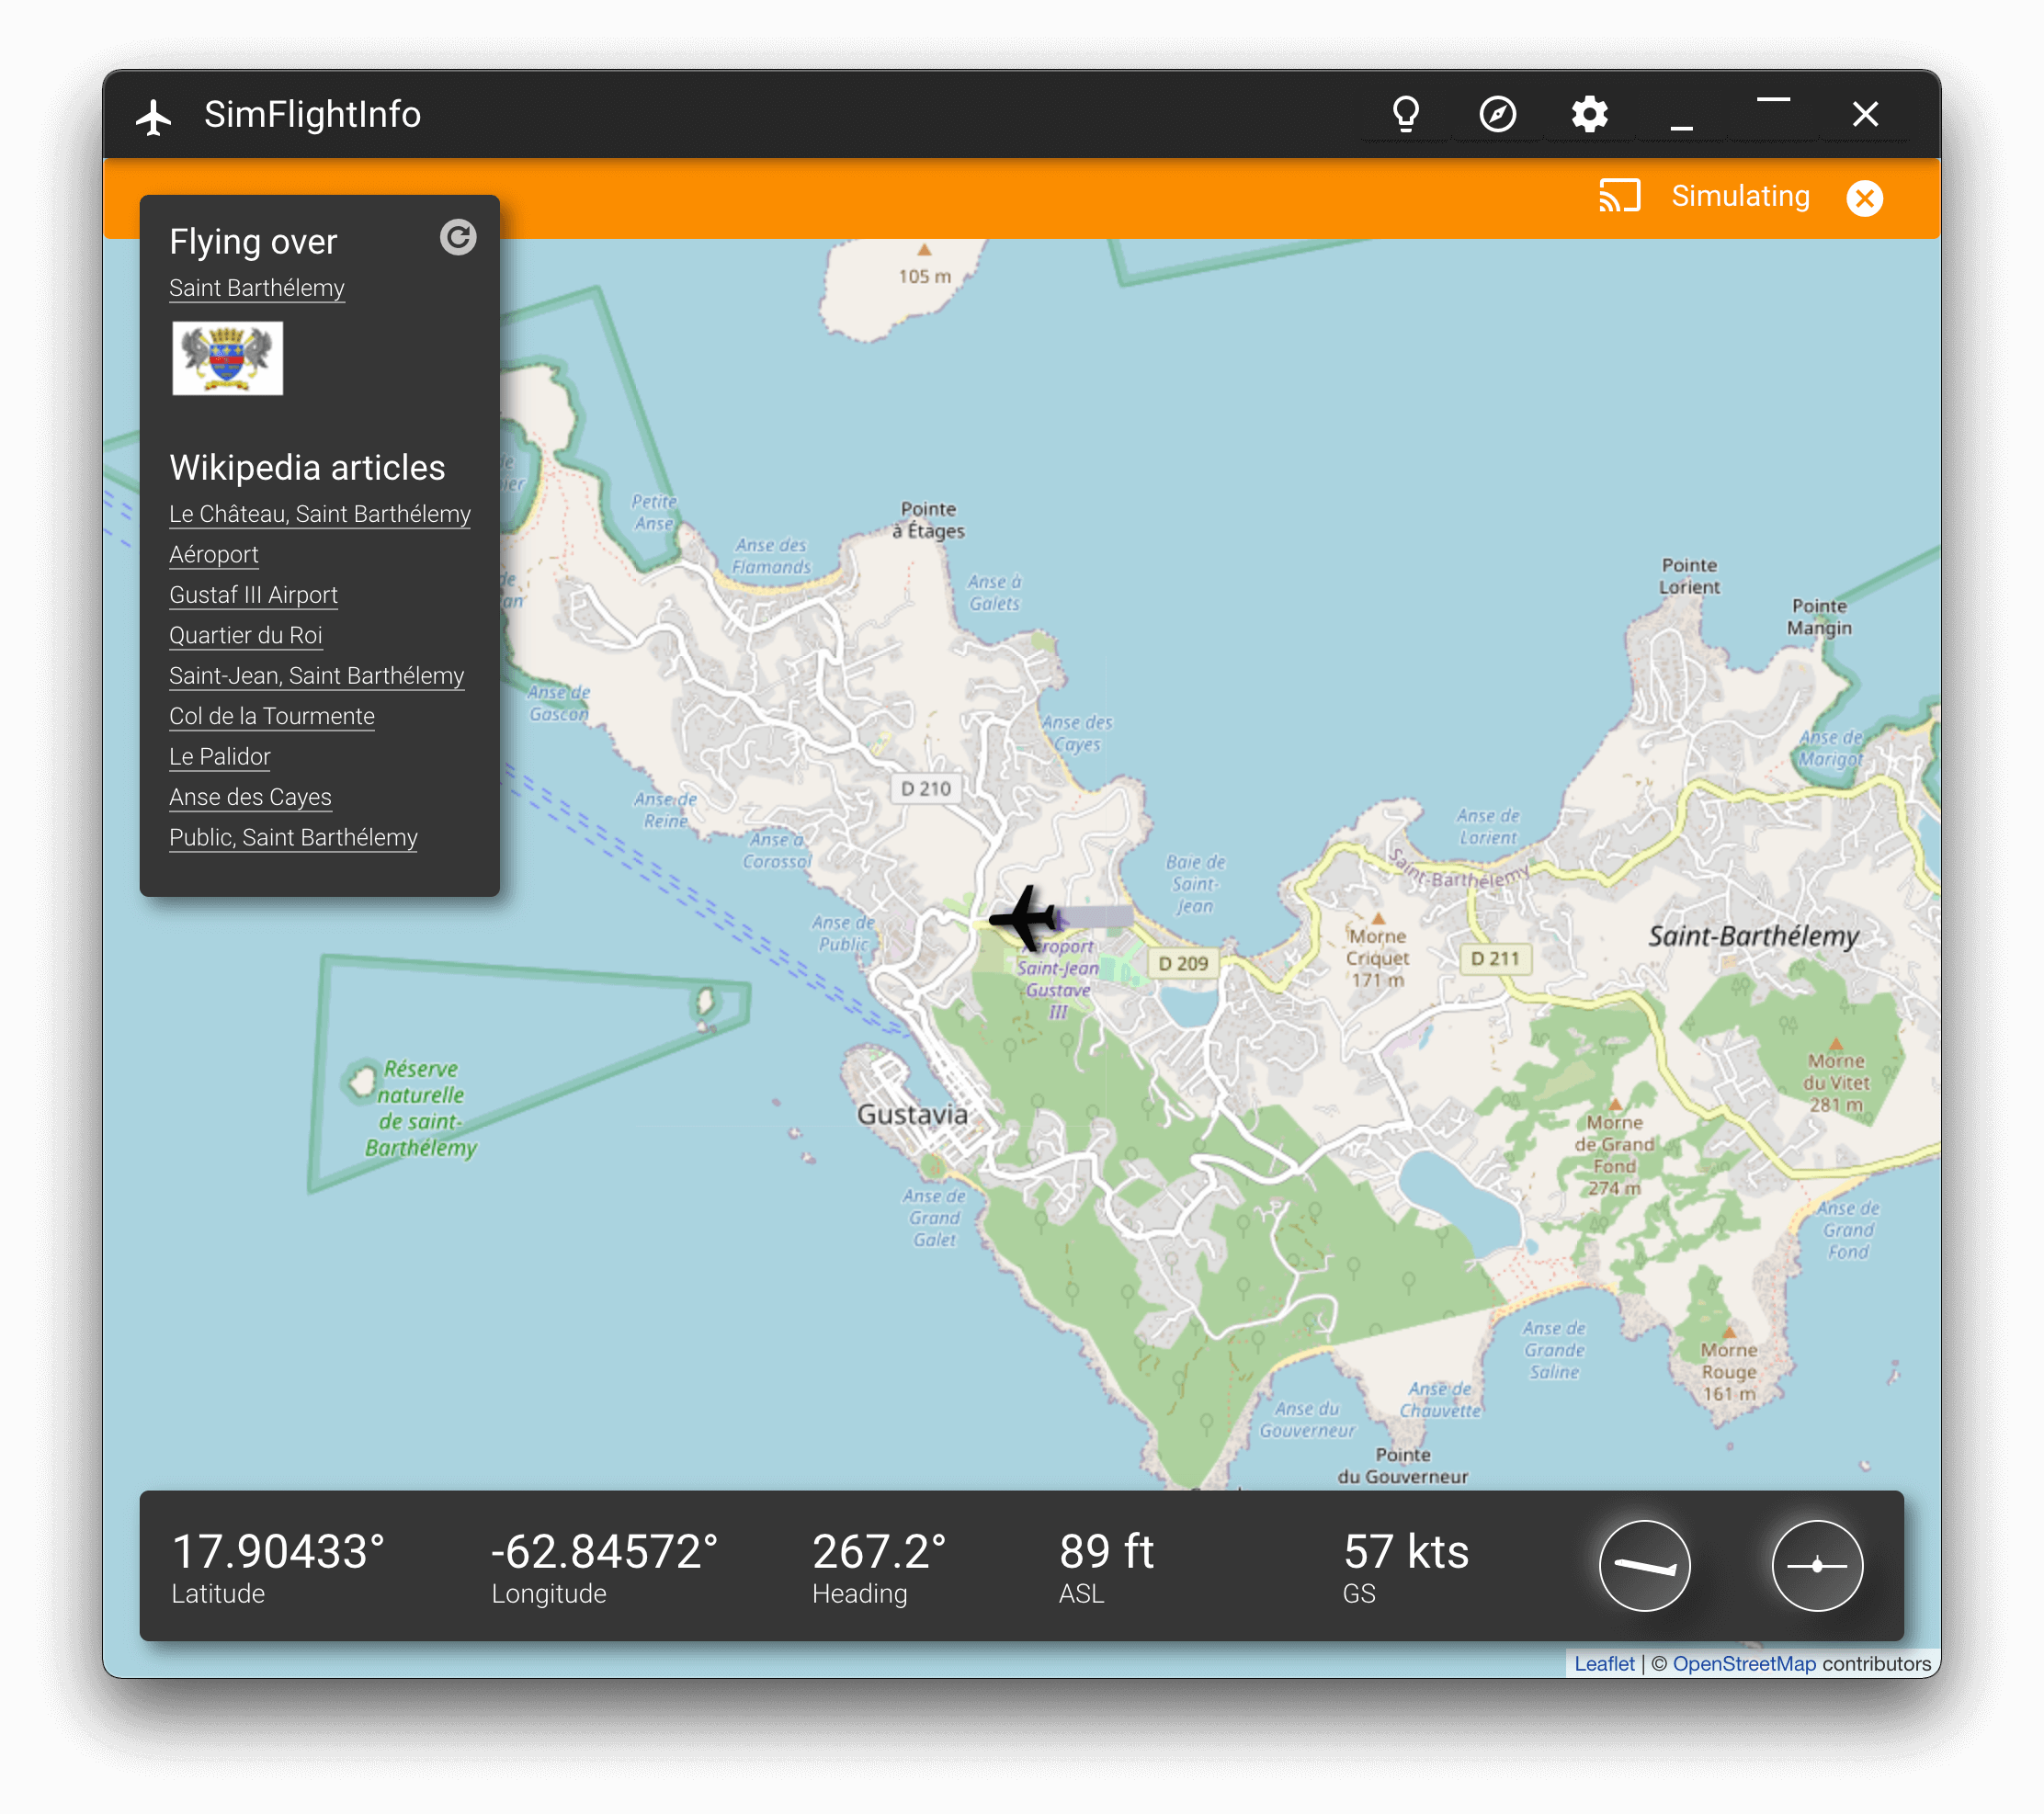 SimFlightInfo
Simulating
Flying over
Saint Barthélemy
Wikipedia articles
Le Château, Saint Barthélemy
Aéroport
Gustaf III Airport
Quartier du Roi
Saint-Jean, Saint Barthélemy
Col de la Tourmente
Le Palidor
Anse des Cayes
Public, Saint Barthélemy
105 m
Petite
Anse
Anse des
Flamands
Pointe
à Étages
Anse à
Galets
Pointe
Lorient
Pointe
Mangin
Anse de
Gascon
Anse des
Cayes
Anse de
Marigot
D 210
Anse de
Reine
Anse à
Corossol
Anse de
Lorient
Baie de
Saint-
Jean
Saint-Barthélemy
Anse de
Public
Aéroport
Saint-Jean
Gustave
III
D 209
Morne
Criquet
171 m
D 211
Saint-Barthélemy
Réserve
naturelle
de saint-
Barthélemy
Gustavia
Morne
du Vitet
281 m
Morne
de Grand
Fond
274 m
Anse de
Grand
Galet
Anse de
Grand
Fond
Anse de
Grande
Saline
Morne
Rouge
161 m
Anse du
Gouverneur
Anse de
Chauvette
Pointe
du Gouverneur
17.90433° -62.84572° 267.2° 89 ft 57 kts
Latitude Longitude Heading ASL GS
Leaflet | © OpenStreetMap contributors